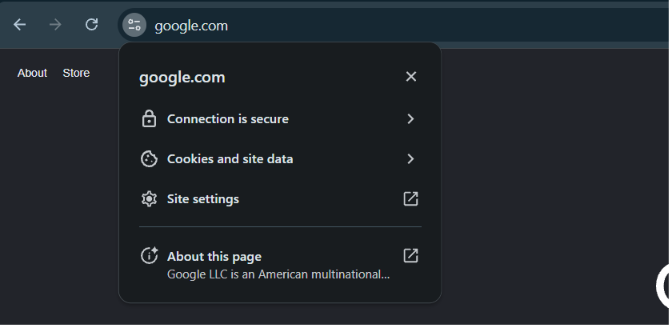 google.com
About Store
google.com
Connection is secure
Cookies and site data
Site settings
About this page
Google LLC is an American multinational...